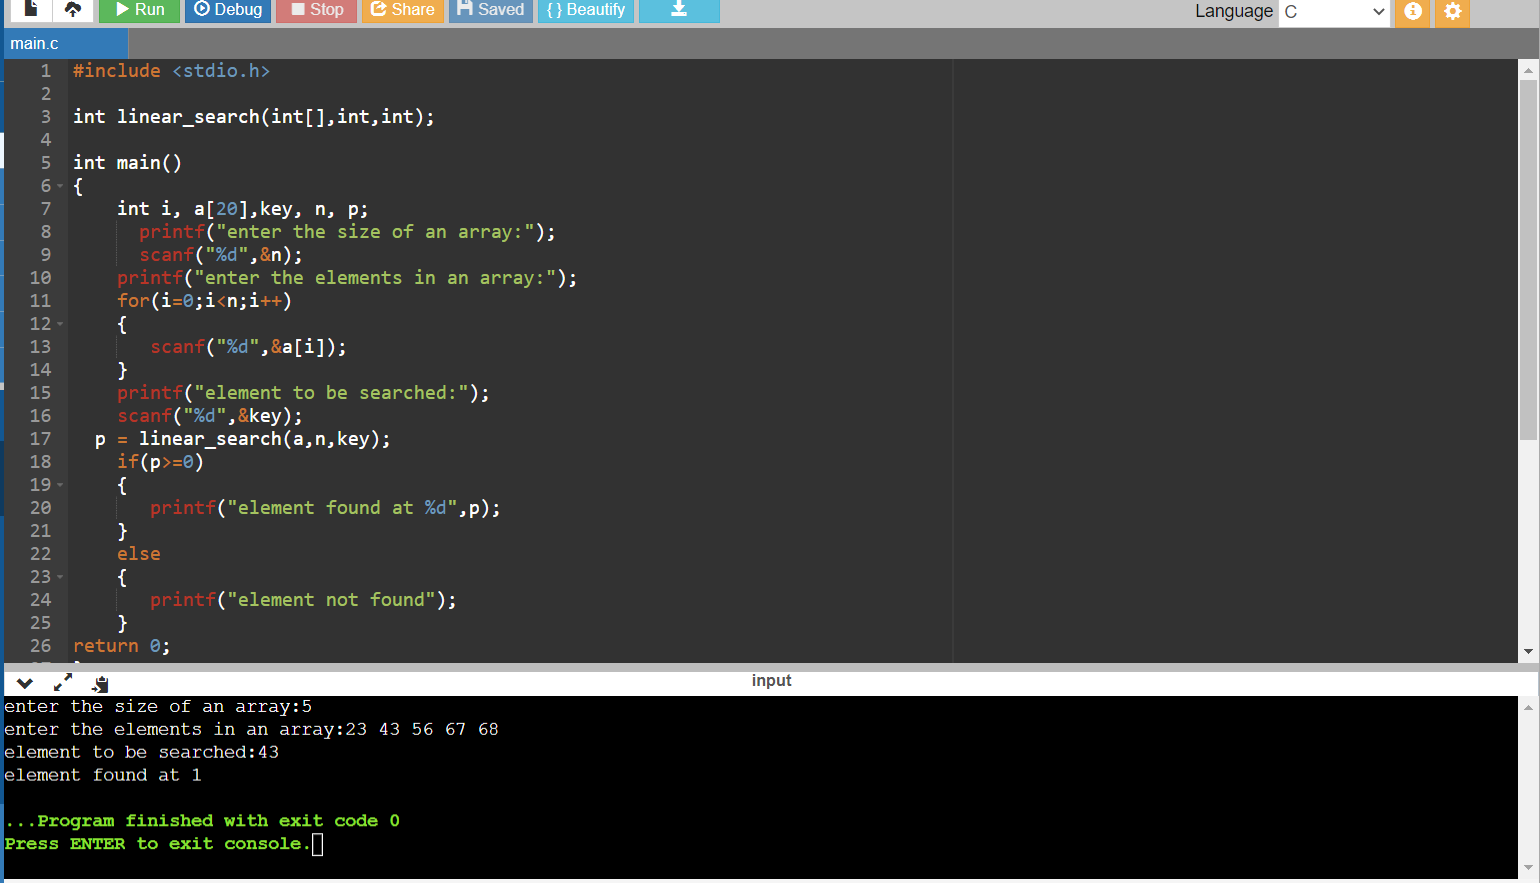 Run Debug Stop Share Saved { } Beautify Language C
main.c
1 #include <stdio.h>
2
3 int linear_search(int[],int,int);
4
5 int main()
6 {
7 int i, a[20],key, n, p;
8 printf("enter the size of an array:");
9 scanf("%d",&n);
10 printf("enter the elements in an array:");
11 for(i=0;i<n;i++)
12 {
13 scanf("%d",&a[i]);
14 }
15 printf("element to be searched:");
16 scanf("%d",&key);
17 p = linear_search(a,n,key);
18 if(p>=0)
19 {
20 printf("element found at %d",p);
21 }
22 else
23 {
24 printf("element not found");
25 }
26 return 0;
input
enter the size of an array:5
enter the elements in an array:23 43 56 67 68
element to be searched:43
element found at 1
...Program finished with exit code 0
Press ENTER to exit console.